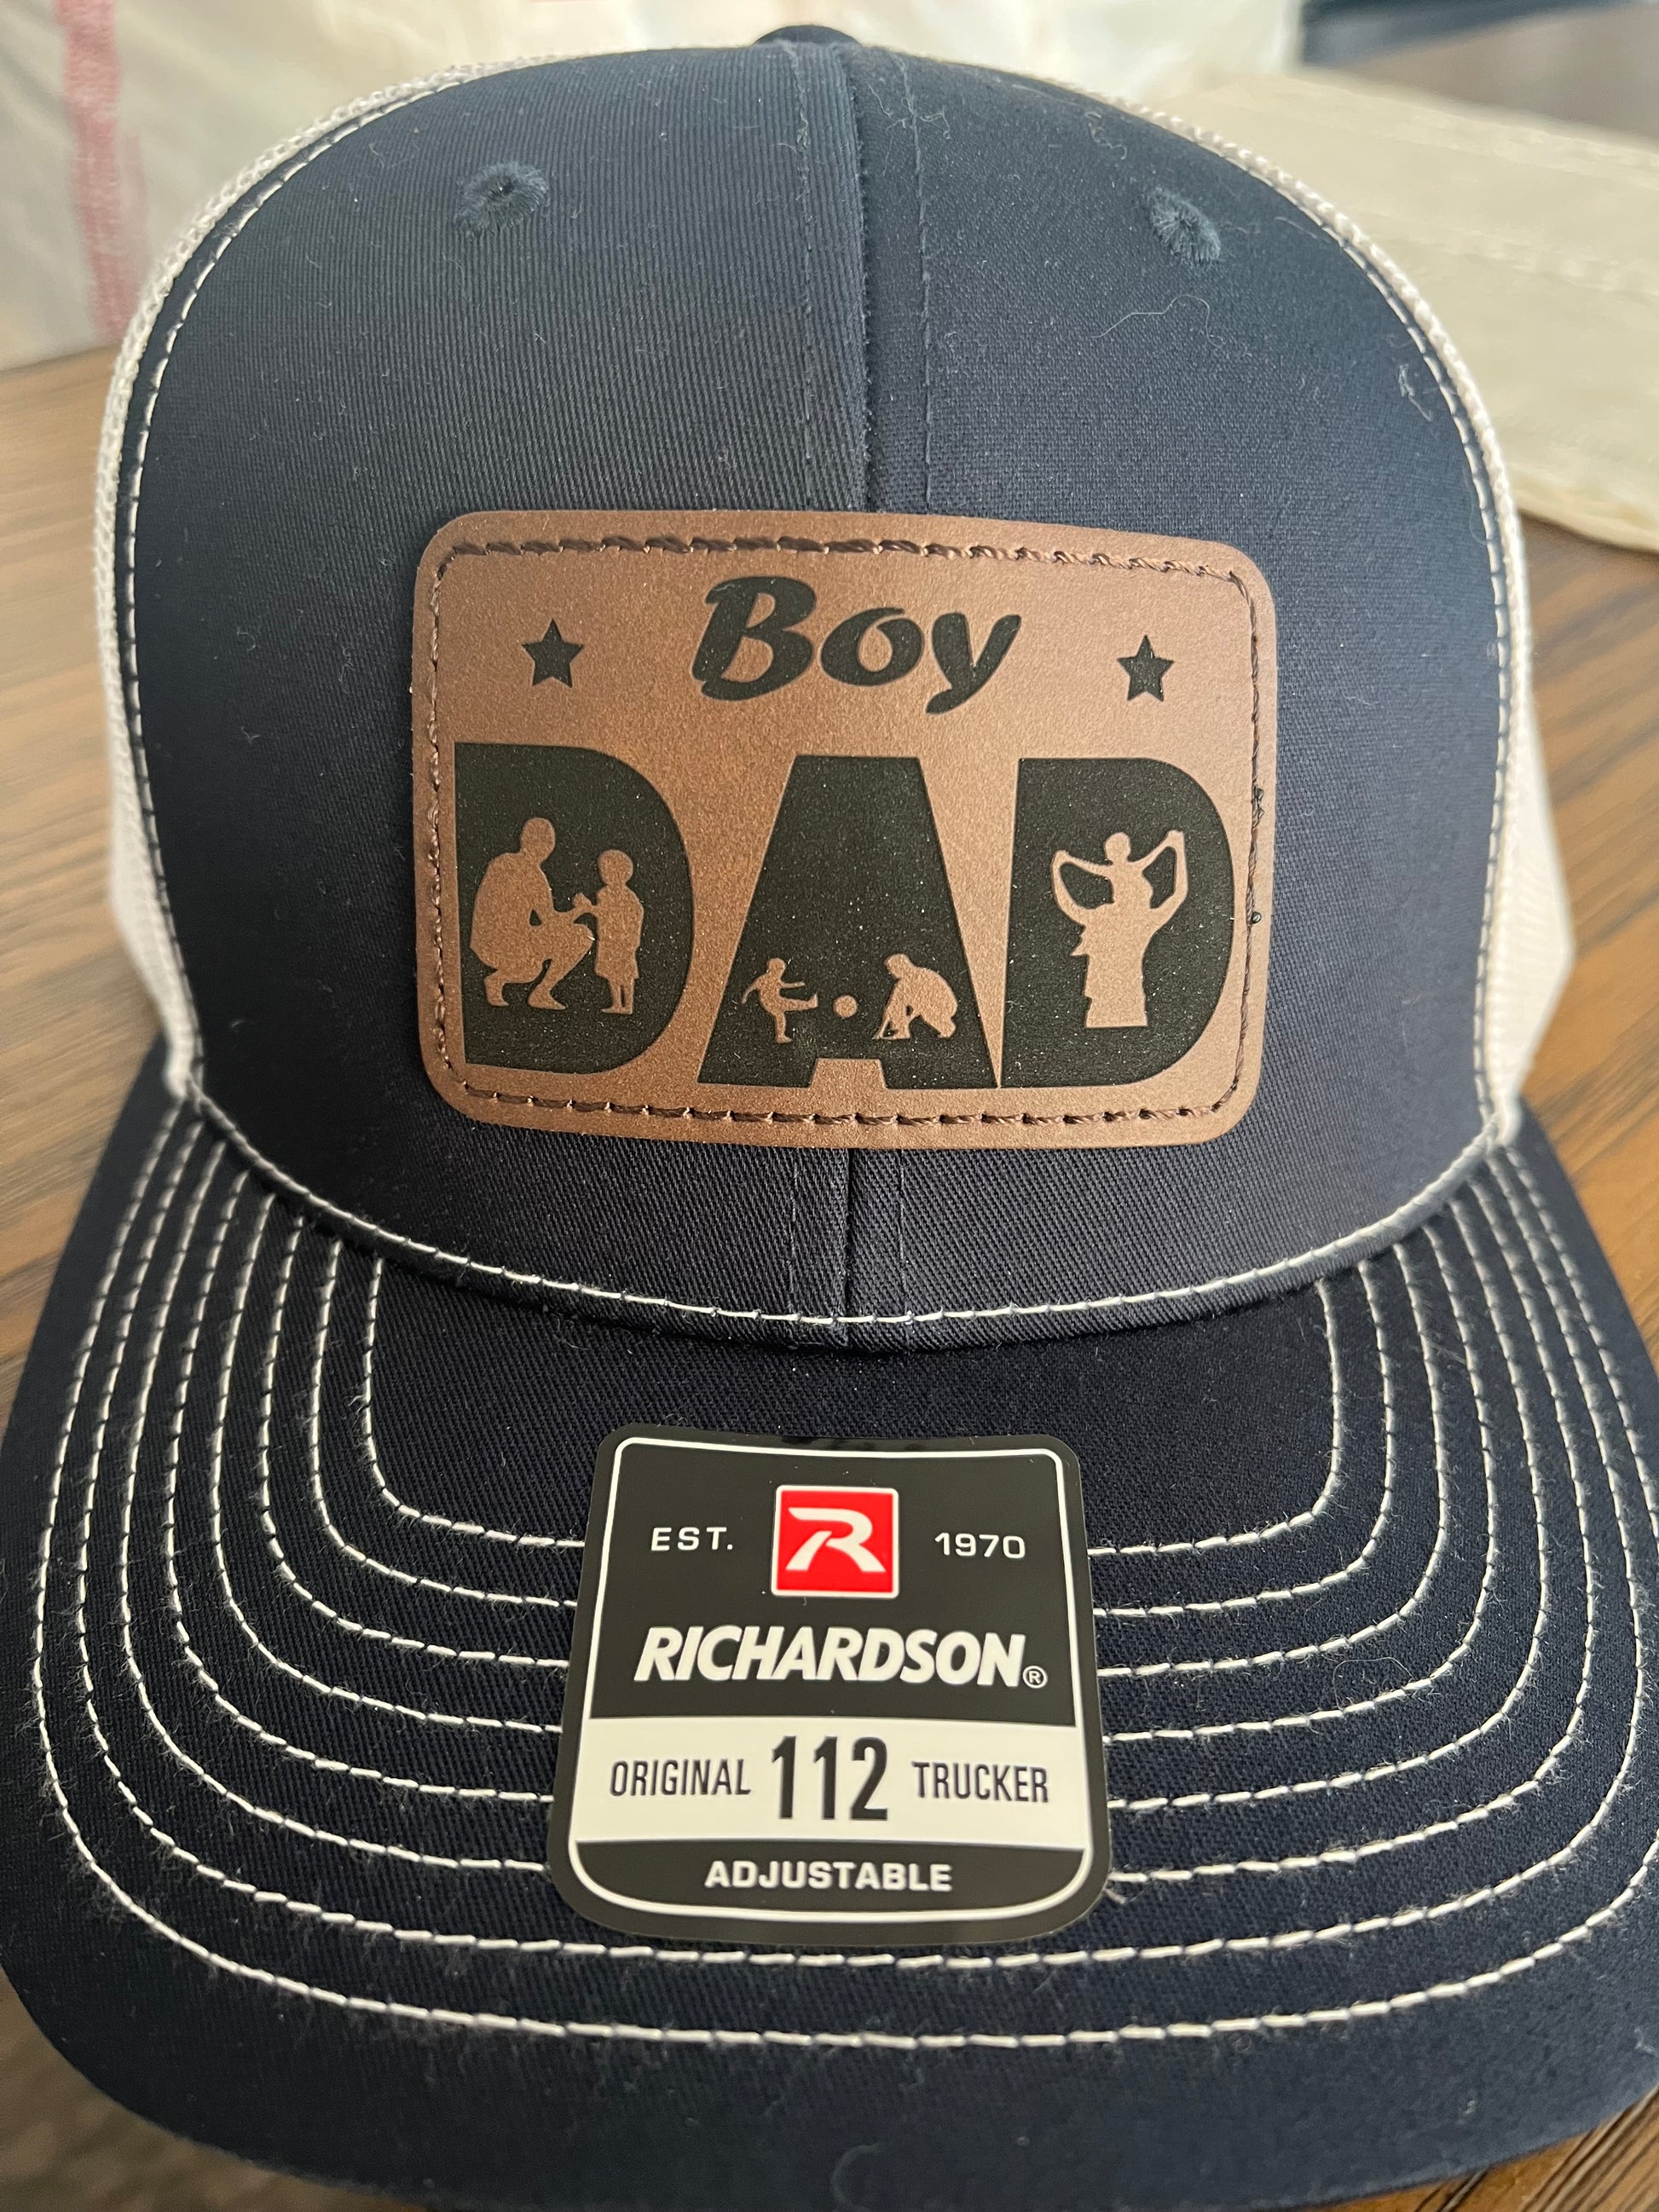 Boy
DAD
EST. R 1970
RICHARDSON®
ORIGINAL 112 TRUCKER
ADJUSTABLE